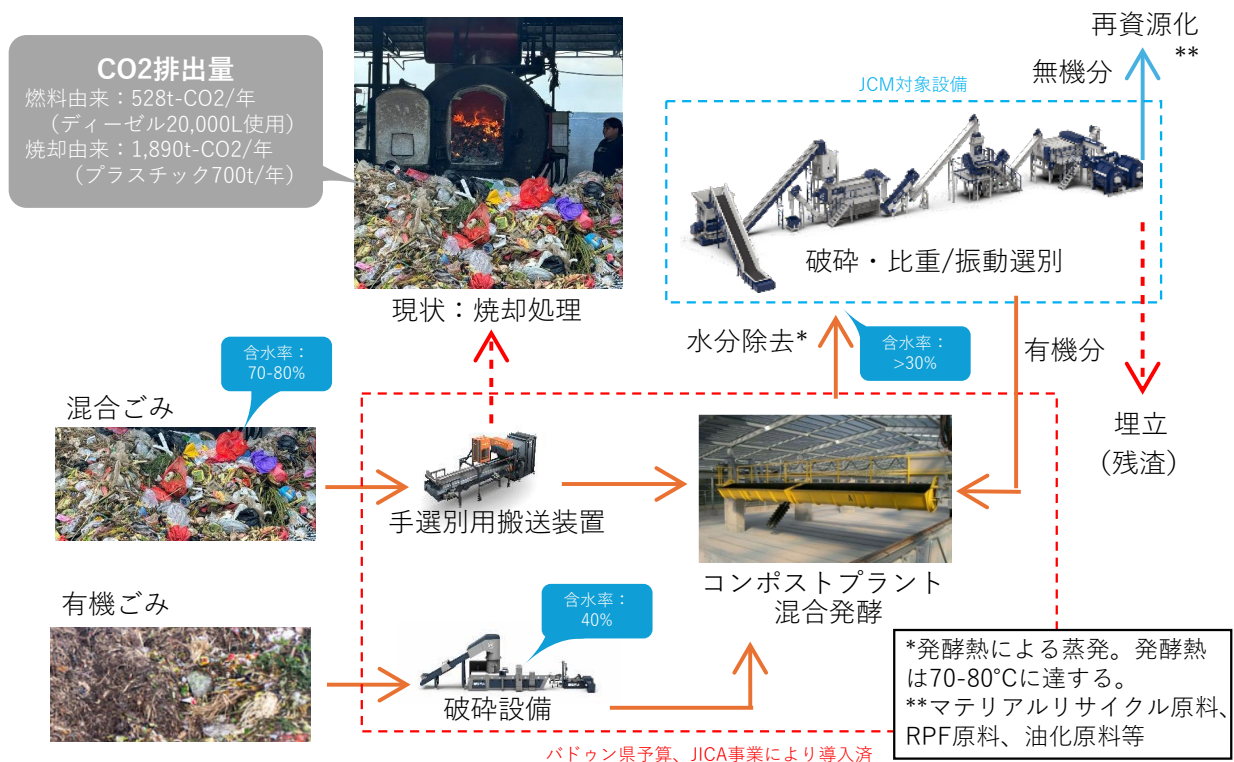 CO2排出量
燃料由来：528t-CO2/年
（ディーゼル20,000L使用）
焼却由来：1,890t-CO2/年
（プラスチック700t/年）
現状：焼却処理
再資源化
**
無機分
JCM対象設備
破砕・比重/振動選別
水分除去*
含水率：
>30%
有機分
埋立
（残渣）
含水率：
70-80%
混合ごみ
手選別用搬送装置
コンポストプラント
混合発酵
有機ごみ
含水率：
40%
破砕設備
*発酵熱による蒸発。発酵熱
は70-80°Cに達する。
**マテリアルリサイクル原料、
RPF原料、油化原料等
バドゥン県予算、JICA事業により導入済